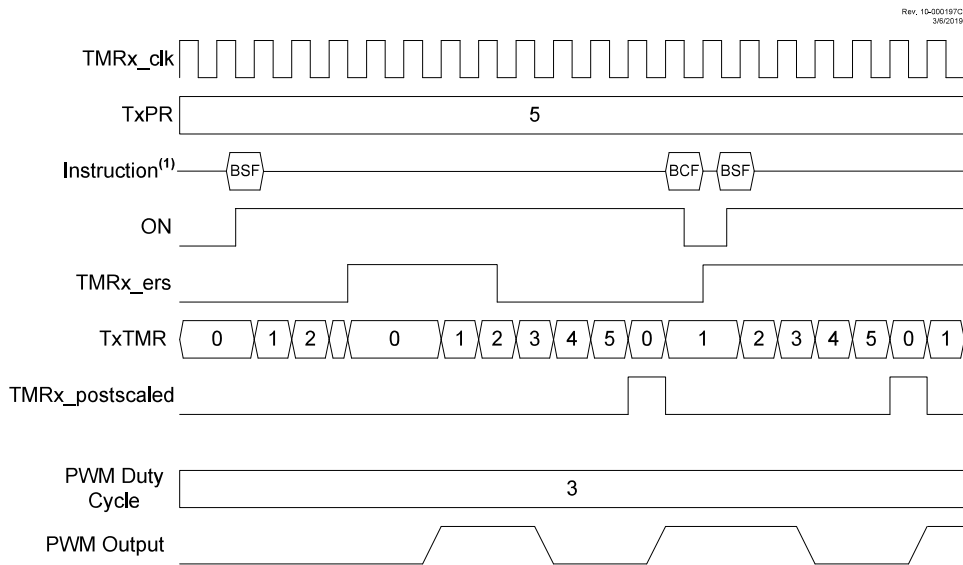 Rev. 10-000197C
3/6/2019
TMRx_clk
TxPR 5
Instruction(1) BSF BCF BSF
ON
TMRx_ers
TxTMR 0 1 2 0 1 2 3 4 5 0 1 2 3 4 5 0 1
TMRx_postscaled
PWM Duty
Cycle 3
PWM Output